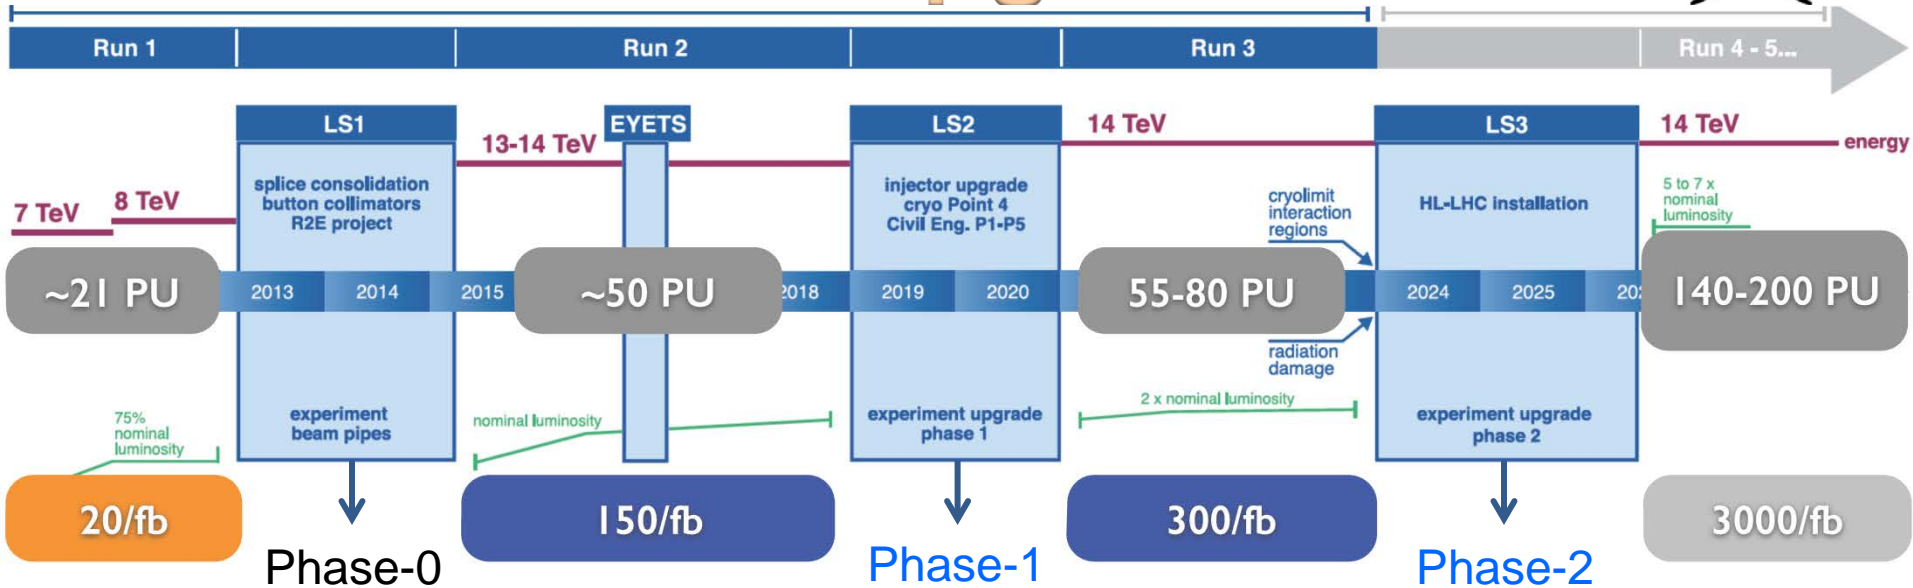 Run 1
Run 2
Run 3
Run 4 - 5...
LS1
EYETS
LS2
14 TeV
LS3
14 TeV
13-14 TeV
energy
splice consolidation
button collimators
R2E project
injector upgrade
cryo Point 4
Civil Eng. P1-P5
cryolimit
interaction
regions
HL-LHC installation
5 to 7 x
nominal
luminosity
7 TeV
8 TeV
~21 PU
2013
2014
2015
~50 PU
2018
2019
2020
55-80 PU
2024
2025
140-200 PU
radiation
damage
75%
nominal
luminosity
experiment
beam pipes
nominal luminosity
experiment upgrade
phase 1
2 x nominal luminosity
experiment upgrade
phase 2
20/fb
150/fb
300/fb
3000/fb
Phase-0
Phase-1
Phase-2